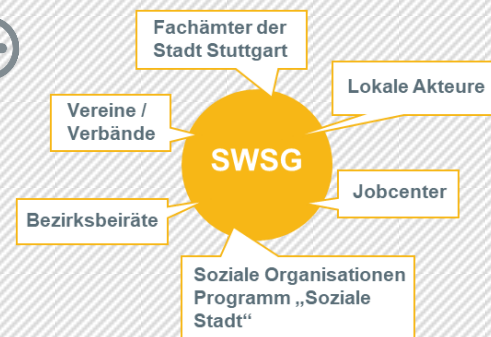 Fachämter der
Stadt Stuttgart
Lokale Akteure
Vereine /
Verbände
SWSG
Jobcenter
Bezirksbeiräte
Soziale Organisationen
Programm „Soziale
Stadt“